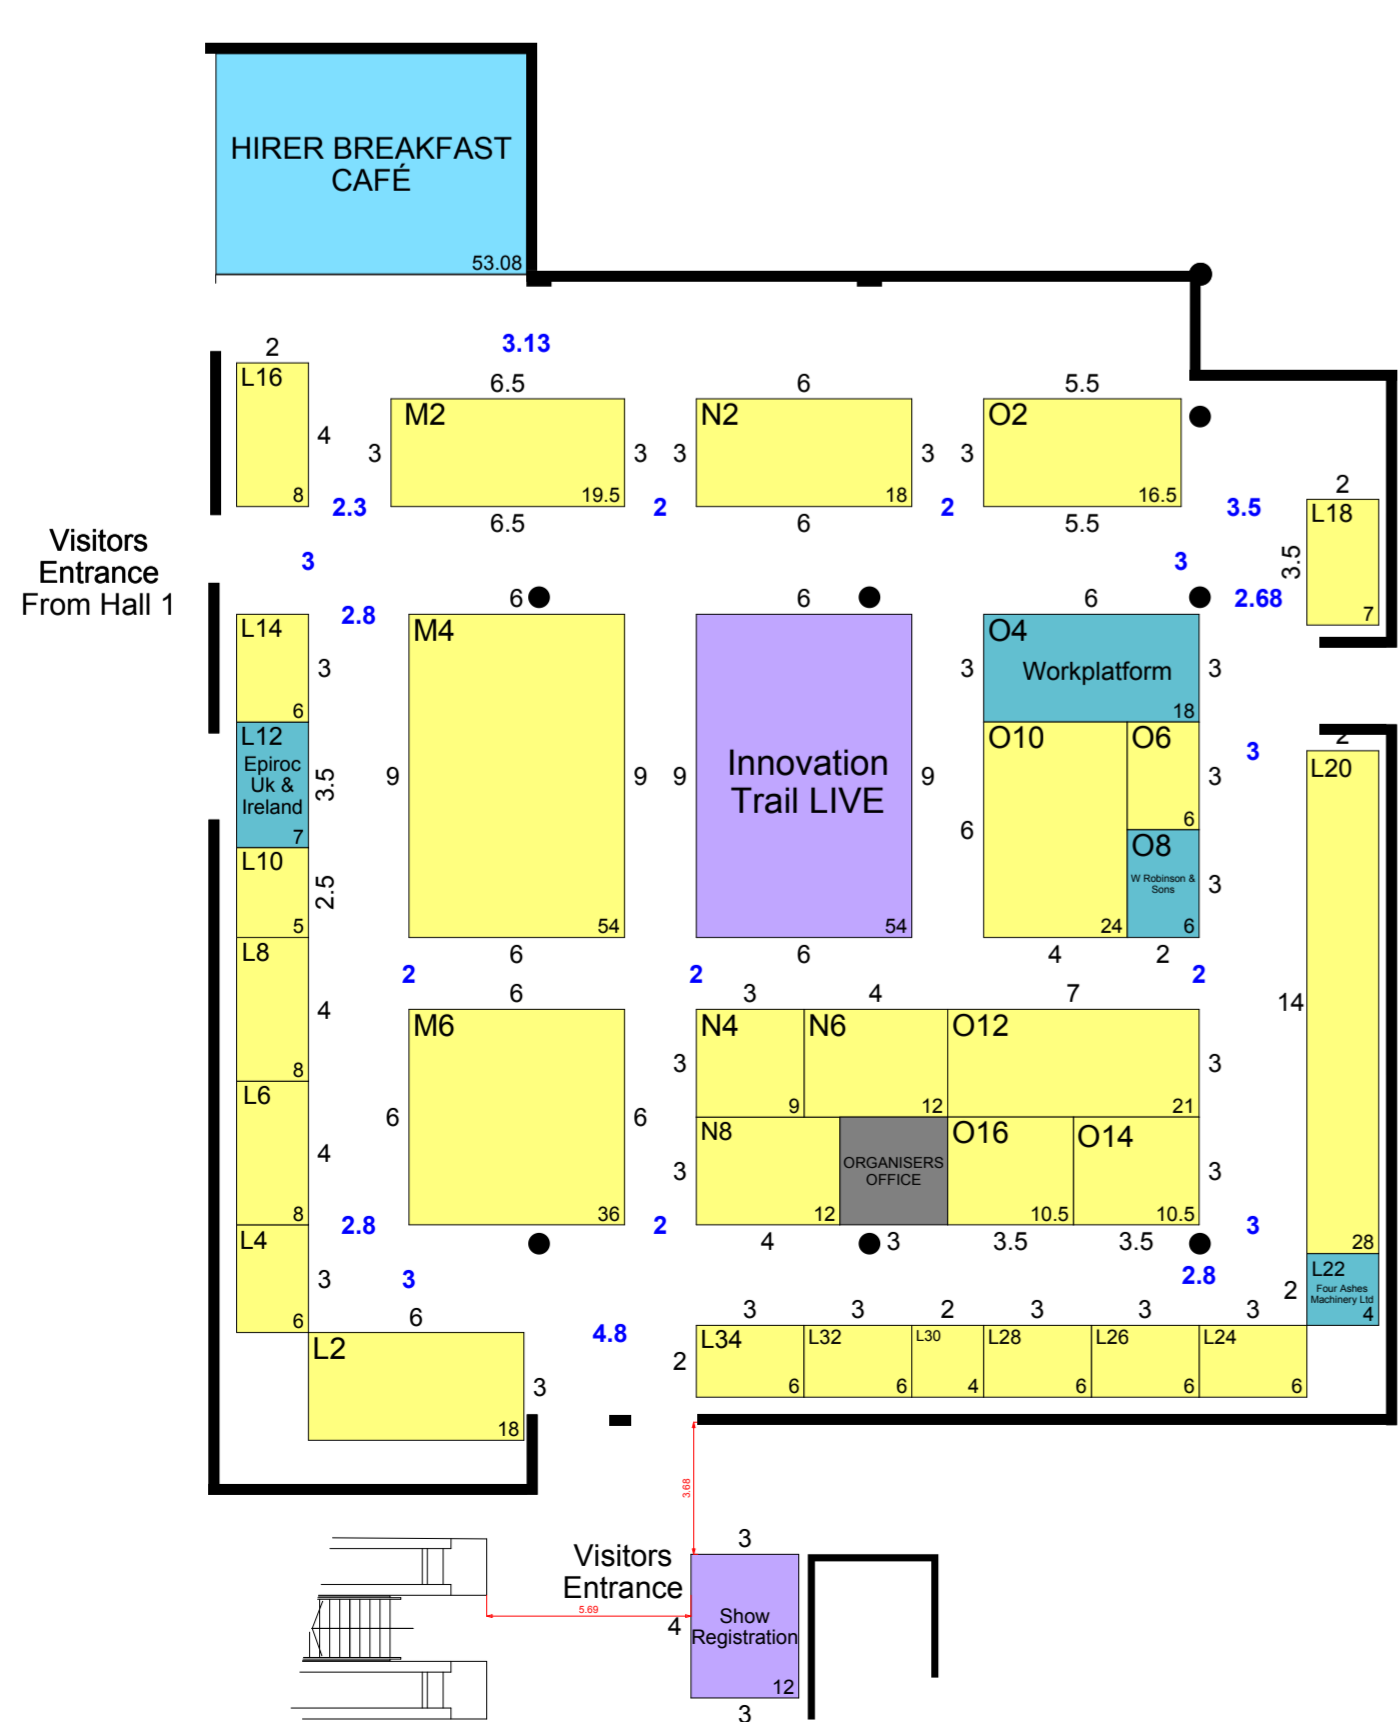 HIRER BREAKFAST
CAFÉ
53.08
3.13
2
L16
4
8
6.5
M2
3
3
19.5
6.5
6
N2
3
3
18
6
5.5
O2
3
16.5
5.5
2.3
2
2
3.5
2
L18
3.5
7
Visitors
Entrance
From Hall 1
3
3
2.68
2.8
L14
3
6
L12
Epiroc
Uk &
Ireland
3.5
7
L10
2.5
5
L8
4
8
L6
4
8
L4
3
6
6
M4
9
9
54
6
6
Innovation
Trail LIVE
9
9
54
6
6
O4
Workplatform
3
3
18
O10
6
24
4
O6
3
6
O8
W Robinson &
Sons
3
6
2
3
2
L20
14
28
L22
Four Ashes
Machinery Ltd
2
4
2
2
2
6
M6
6
6
36
3
N4
3
9
4
N6
12
7
O12
3
21
N8
3
12
4
ORGANISERS
OFFICE
3
O16
10.5
3.5
O14
3
10.5
3.5
2.8
2
3
3
2.8
4.8
6
L2
3
18
3
L34
2
6
3
L32
6
2
L30
4
3
L28
6
3
L26
6
3
L24
6
3.68
Visitors
Entrance
5.69
3
4
Show
Registration
12
3